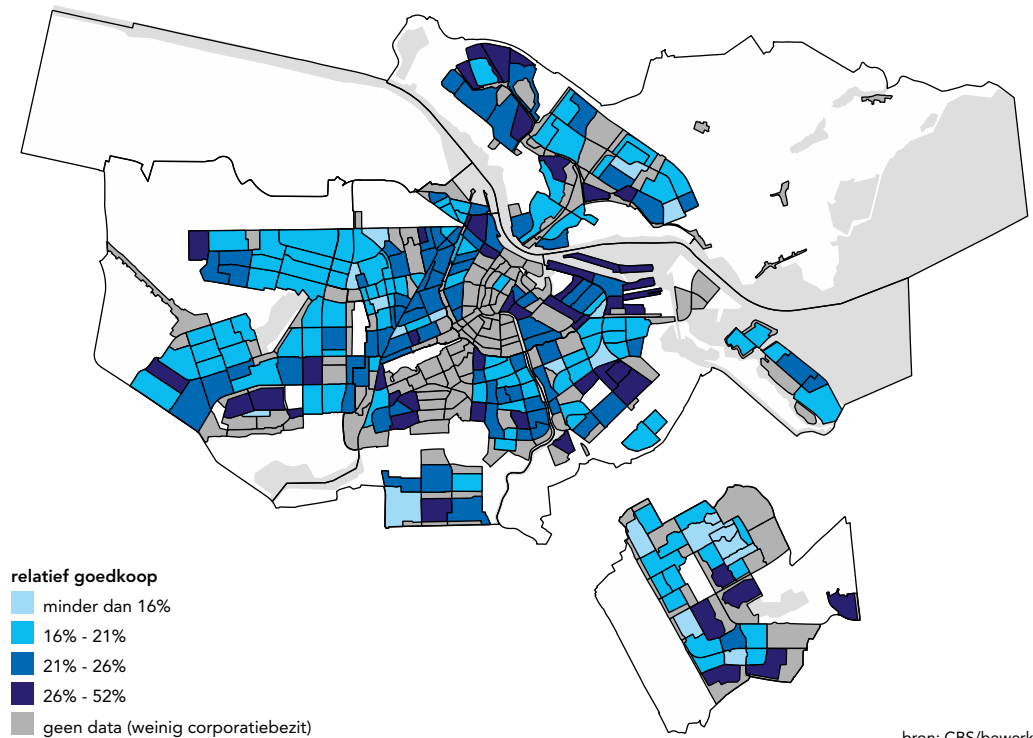 relatief goedkoop
minder dan 16%
16% - 21%
21% - 26%
26% - 52%
geen data (weinig corporatiebezit)
bron: CBS/bewerk